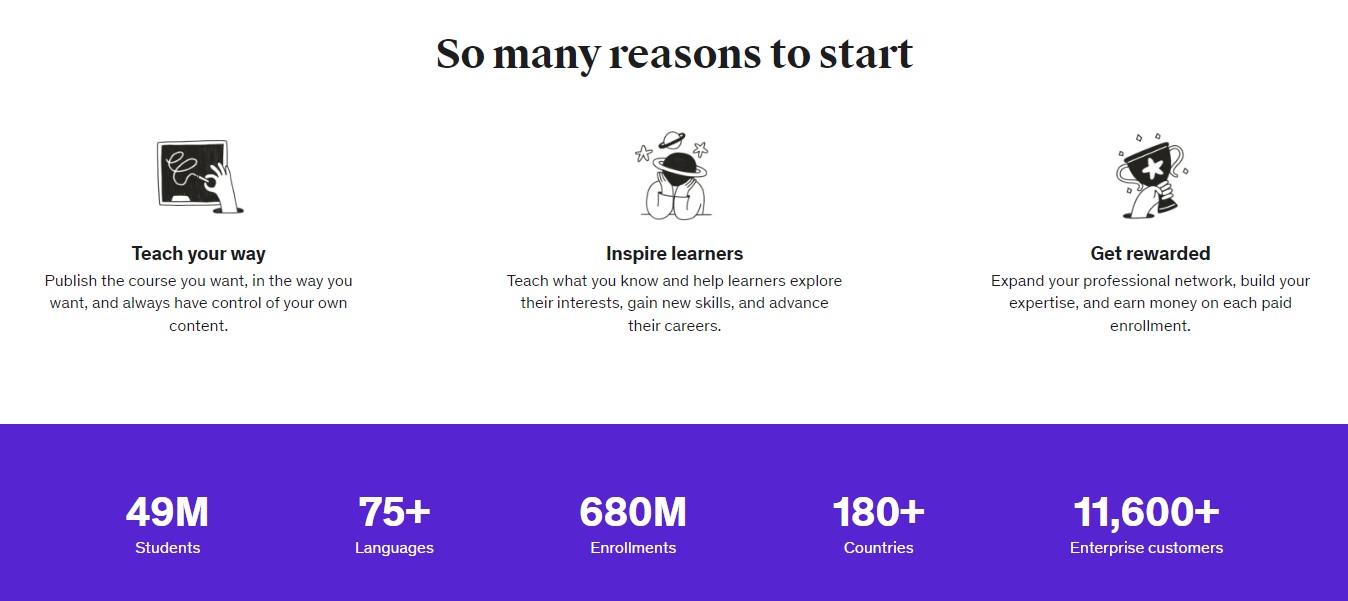 So many reasons to start
Teach your way
Publish the course you want, in the way you
want, and always have control of your own
content.
Inspire learners
Teach what you know and help learners explore
their interests, gain new skills, and advance
their careers.
Get rewarded
Expand your professional network, build your
expertise, and earn money on each paid
enrollment.
49M
Students
75+
Languages
680M
Enrollments
180+
Countries
11,600+
Enterprise customers